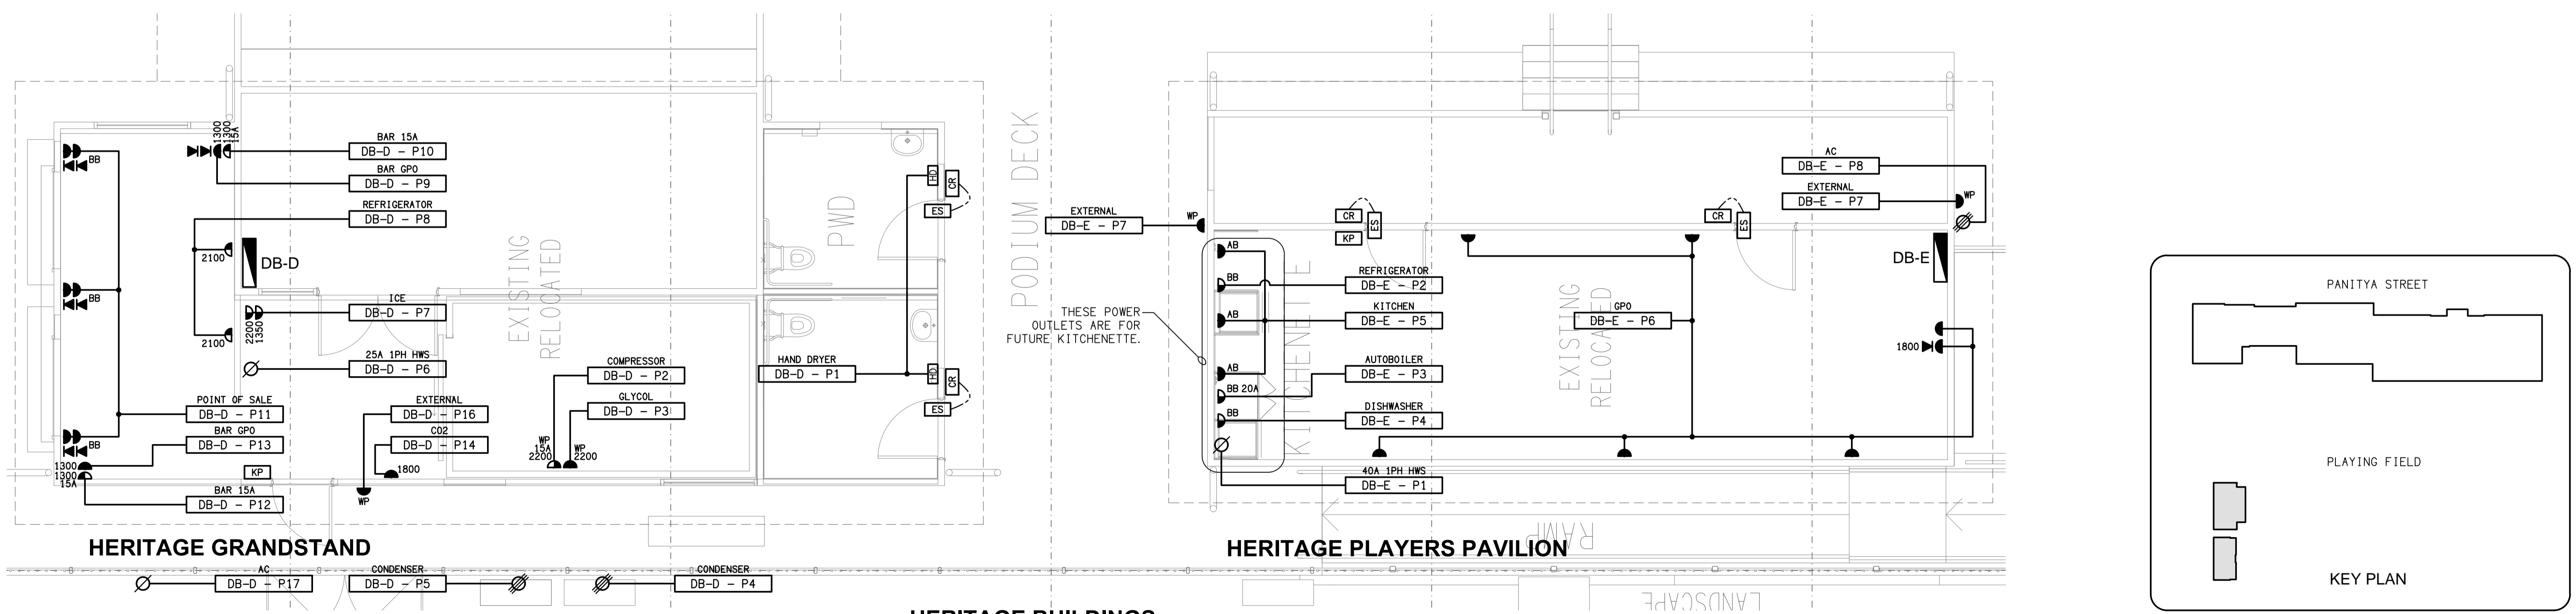 1300
1300
15A
BB
BAR 15A
DB-D - P10
BAR GPO
DB-D - P9
REFRIGERATOR
DB-D - P8
2100
DB-D
BB
ICE
DB-D - P7
2200
1350
2100
25A 1PH HWS
DB-D - P6
EXISTING
RELOCATED
POINT OF SALE
DB-D - P11
BAR GPO
DB-D - P13
BB
1300
1300
15A
KP
BAR 15A
DB-D - P12
EXTERNAL
DB-D - P16
CO2
DB-D - P14
1800
WP
COMPRESSOR
DB-D - P2
GLYCOL
DB-D - P3
WP
15A
2200
WP
2200
HAND DRYER
DB-D - P1
PWD
HD
CR
ES
HD
CR
ES
HERITAGE GRANDSTAND
AC
DB-D - P17
CONDENSER
DB-D - P5
CONDENSER
DB-D - P4
PODIUM DECK
EXTERNAL
DB-E - P7
WP
THESE POWER
OUTLETS ARE FOR
FUTURE KITCHENETTE.
CR
ES
KP
AB
BB
AB
AB
BB 20A
BB
KITCHENETTE
REFRIGERATOR
DB-E - P2
KITCHEN
DB-E - P5
AUTOBOILER
DB-E - P3
DISHWASHER
DB-E - P4
40A 1PH HWS
DB-E - P1
EXISTING
RELOCATED
GPO
DB-E - P6
CR
ES
AC
DB-E - P8
EXTERNAL
DB-E - P7
WP
DB-E
1800
HERITAGE PLAYERS PAVILION
RAMP
LANDSCAPE
HERITAGE BUILDINGS
PANITYA STREET
PLAYING FIELD
KEY PLAN